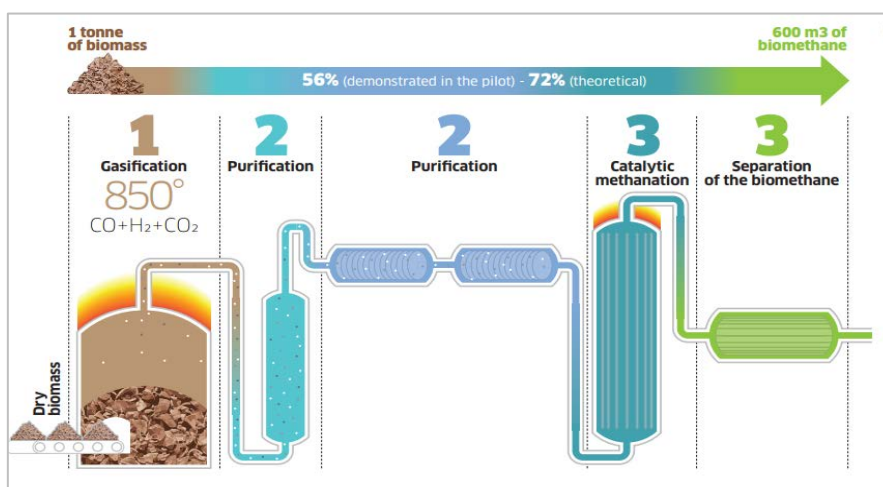 1 tonne
of biomass
600 m3 of
biomethane
56% (demonstrated in the pilot) - 72% (theoretical)
1
Gasification
850°
CO+H₂+CO₂
2
Purification
2
Purification
3
Catalytic
methanation
3
Separation
of the biomethane
Dry
biomass